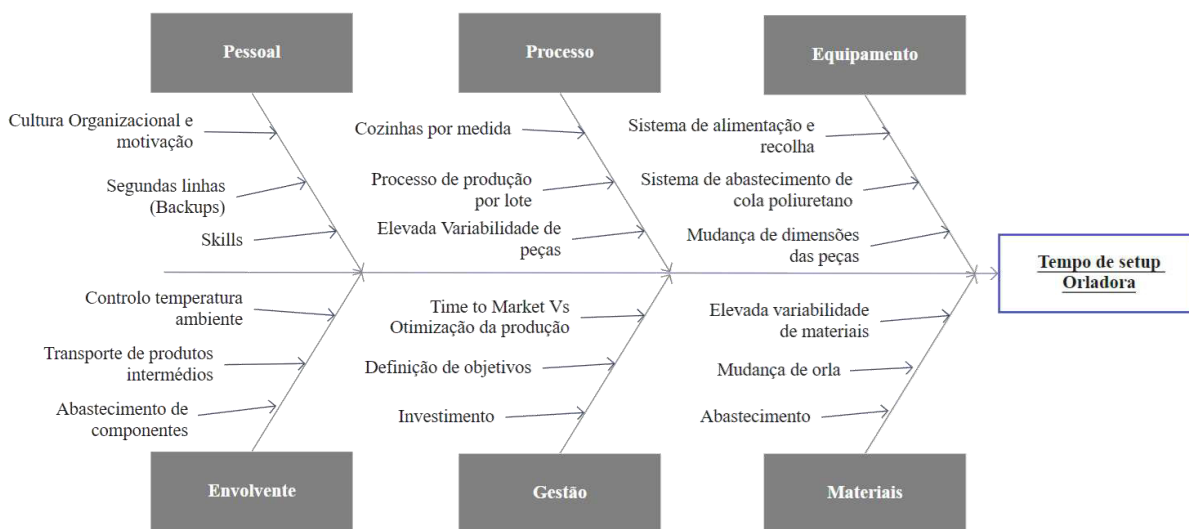 Pessoal
Processo
Equipamento
Cultura Organizacional e
motivação
Segundas linhas
(Backups)
Skills
Cozinhas por medida
Processo de produção
por lote
Elevada Variabilidade de
peças
Sistema de alimentação e
recolha
Sistema de abastecimento de
cola poliuretano
Mudança de dimensões
das peças
Tempo de setup
Orladora
Controlo temperatura
ambiente
Transporte de produtos
intermédios
Abastecimento de
componentes
Time to Market Vs
Otimização da produção
Definição de objetivos
Investimento
Elevada variabilidade
de materiais
Mudança de orla
Abastecimento
Envolvente
Gestão
Materiais